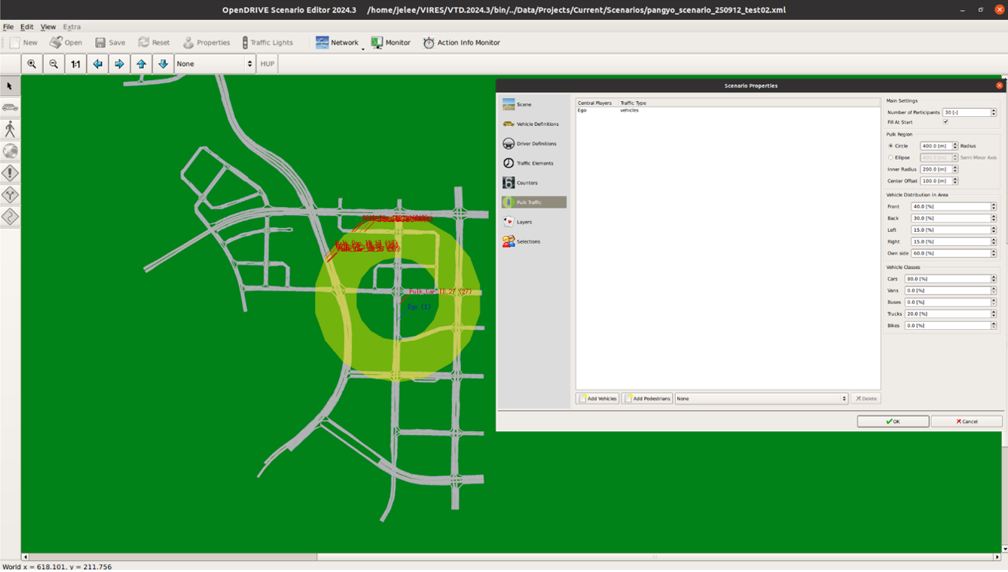 OpenDRIVE Scenario Editor 2024.3 /home/jelee/VIRES/VTD.2024.3/bin/../Data/Projects/Current/Scenarios/pangyo_scenario_250912_test02.xml
File Edit View Extra
New Open Save Reset Properties Traffic Lights Network Monitor Action Info Monitor
1:1 None HUP
Scenario Properties
Scene
Vehicle Definitions
Driver Definitions
Traffic Elements
Counters
Pulk Traffic
Layers
Selections
Central Players Traffic Type
Ego vehicles
Add Vehicles Add Pedestrians None Delete
Main Settings
Number of Participants 30 [-]
Fill At Start
Pulk Region
Circle 400.0 [m] Radius
Ellipse 400.0 [m] Semi Minor Axis
Inner Radius 200.0 [m]
Center Offset 100.0 [m]
Vehicle Distribution in Area
Front 40.0 [%]
Back 30.0 [%]
Left 15.0 [%]
Right 15.0 [%]
Own side 60.0 [%]
Vehicle Classes
Cars 80.0 [%]
Vans 0.0 [%]
Buses 0.0 [%]
Trucks 20.0 [%]
Bikes 0.0 [%]
OK Cancel
World x = 618.101, y = 211.756